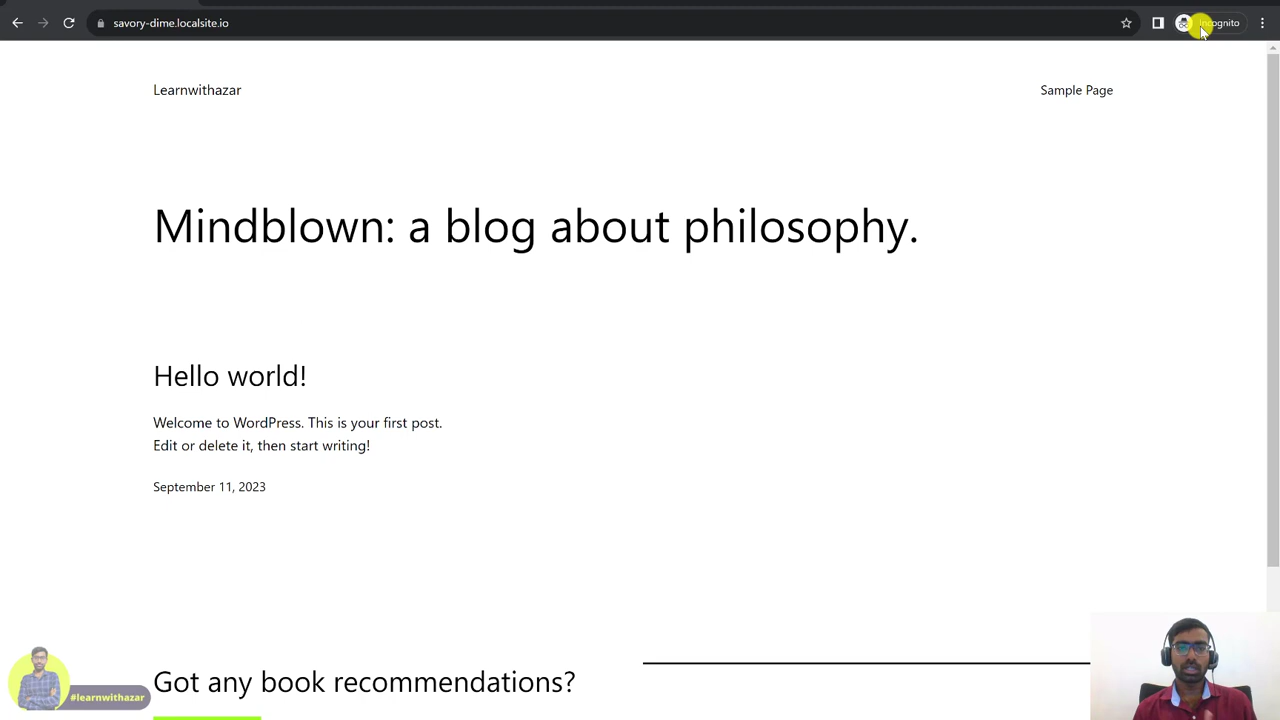 savory-dime.localsite.io
Incognito
Learnwithazar
Sample Page
Mindblown: a blog about philosophy.
Hello world!
Welcome to WordPress. This is your first post.
Edit or delete it, then start writing!
September 11, 2023
Got any book recommendations?
#learnwithazar